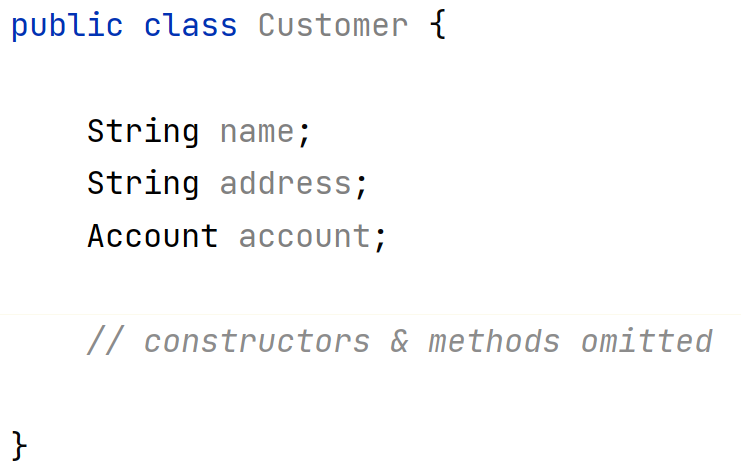 public class Customer {
String name;
String address;
Account account;
// constructors & methods omitted
}